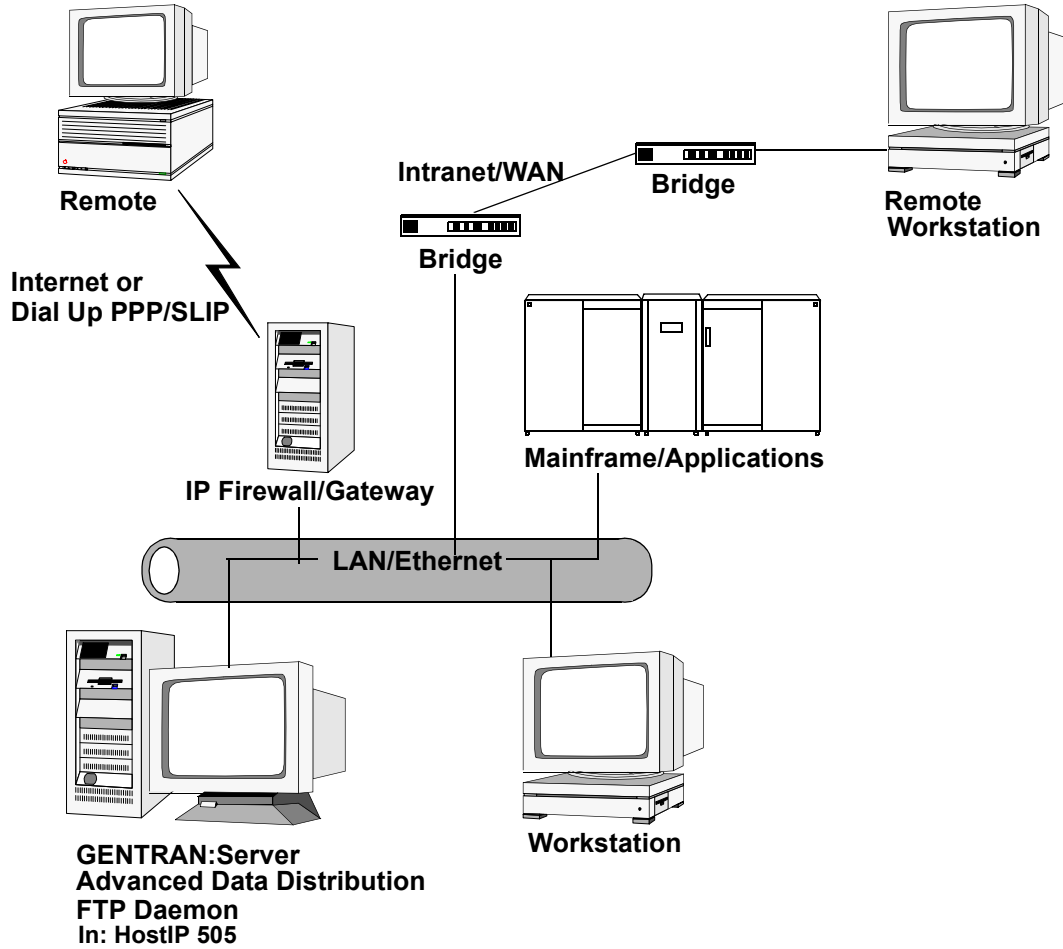 Remote
Intranet/WAN
Bridge
Remote
Workstation
Bridge
Internet or
Dial Up PPP/SLIP
Mainframe/Applications
IP Firewall/Gateway
LAN/Ethernet
Workstation
GENTRAN:Server
Advanced Data Distribution
FTP Daemon
In: HostIP 505